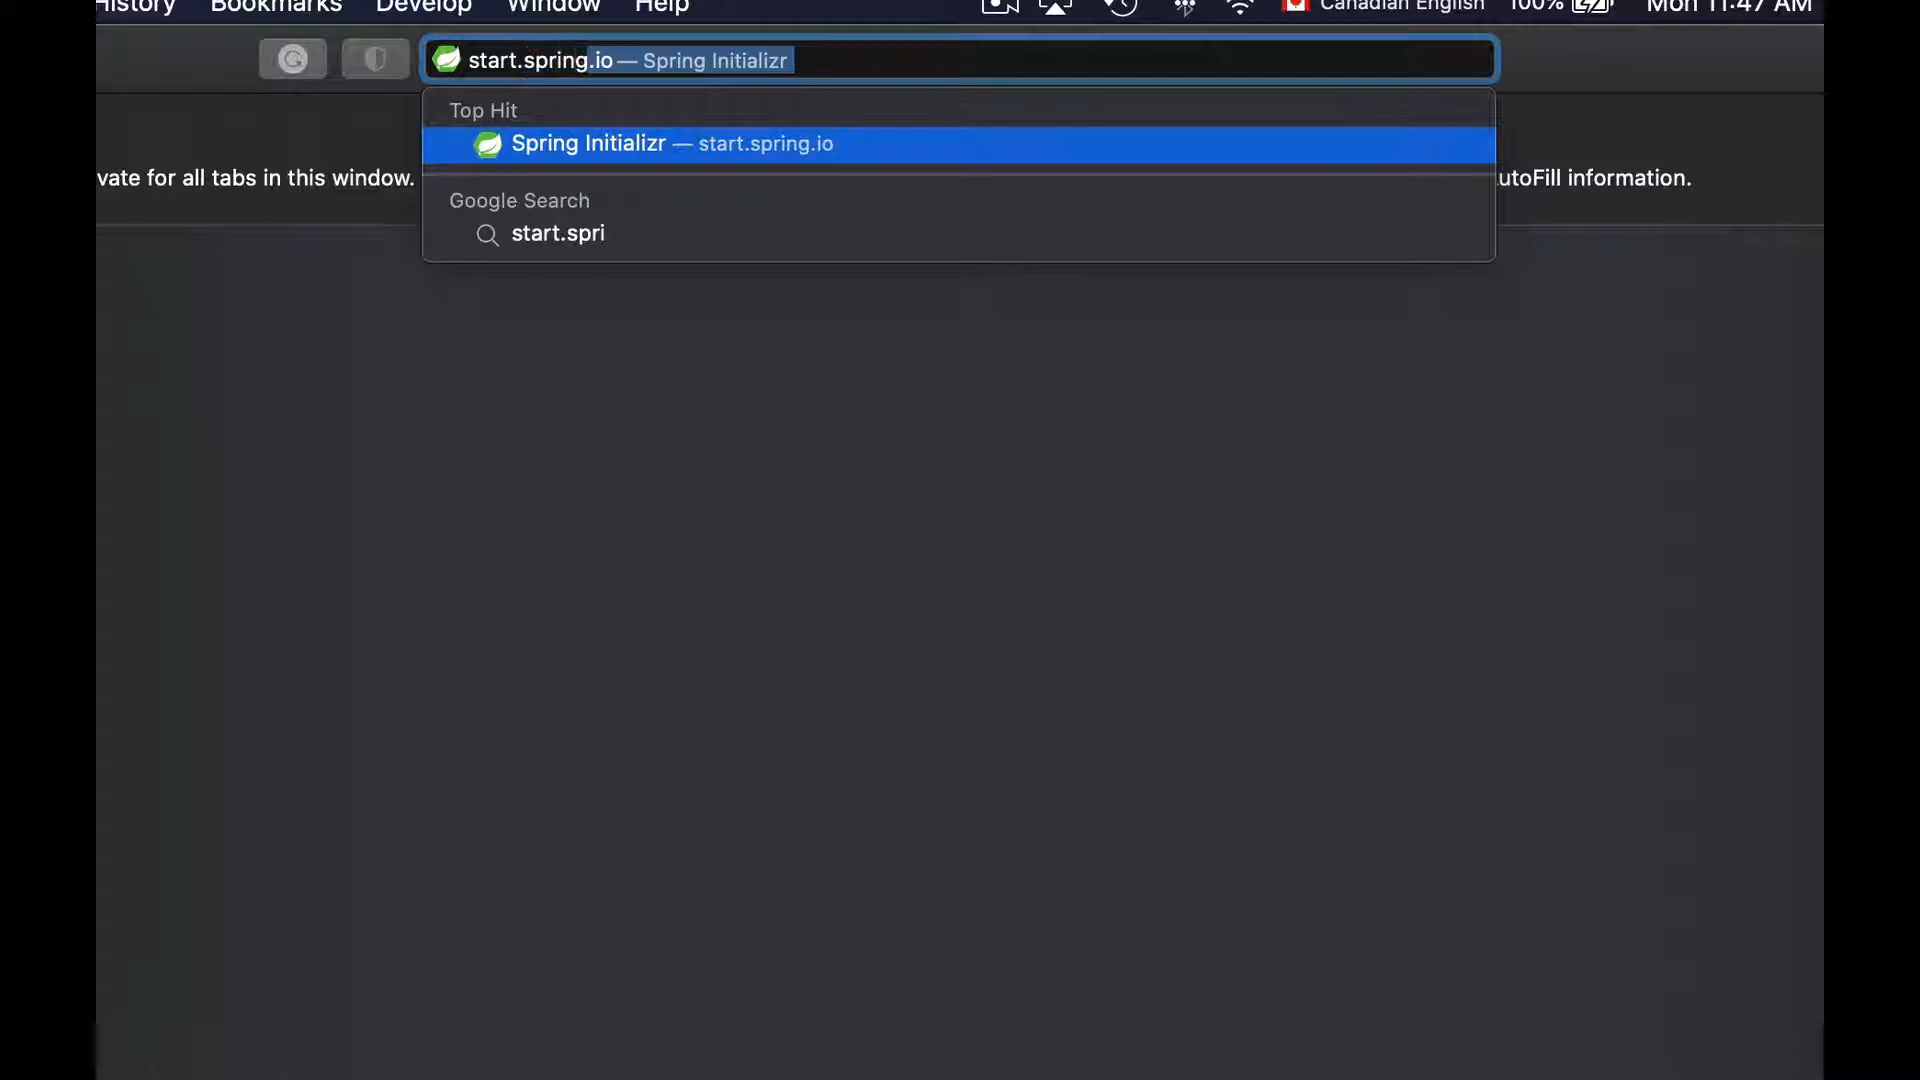 History Bookmarks Develop Window Help Canadian English 100% Mon 11:47 AM
start.spring.io — Spring Initializr
Top Hit
Spring Initializr — start.spring.io
vate for all tabs in this window. utoFill information.
Google Search
start.spri